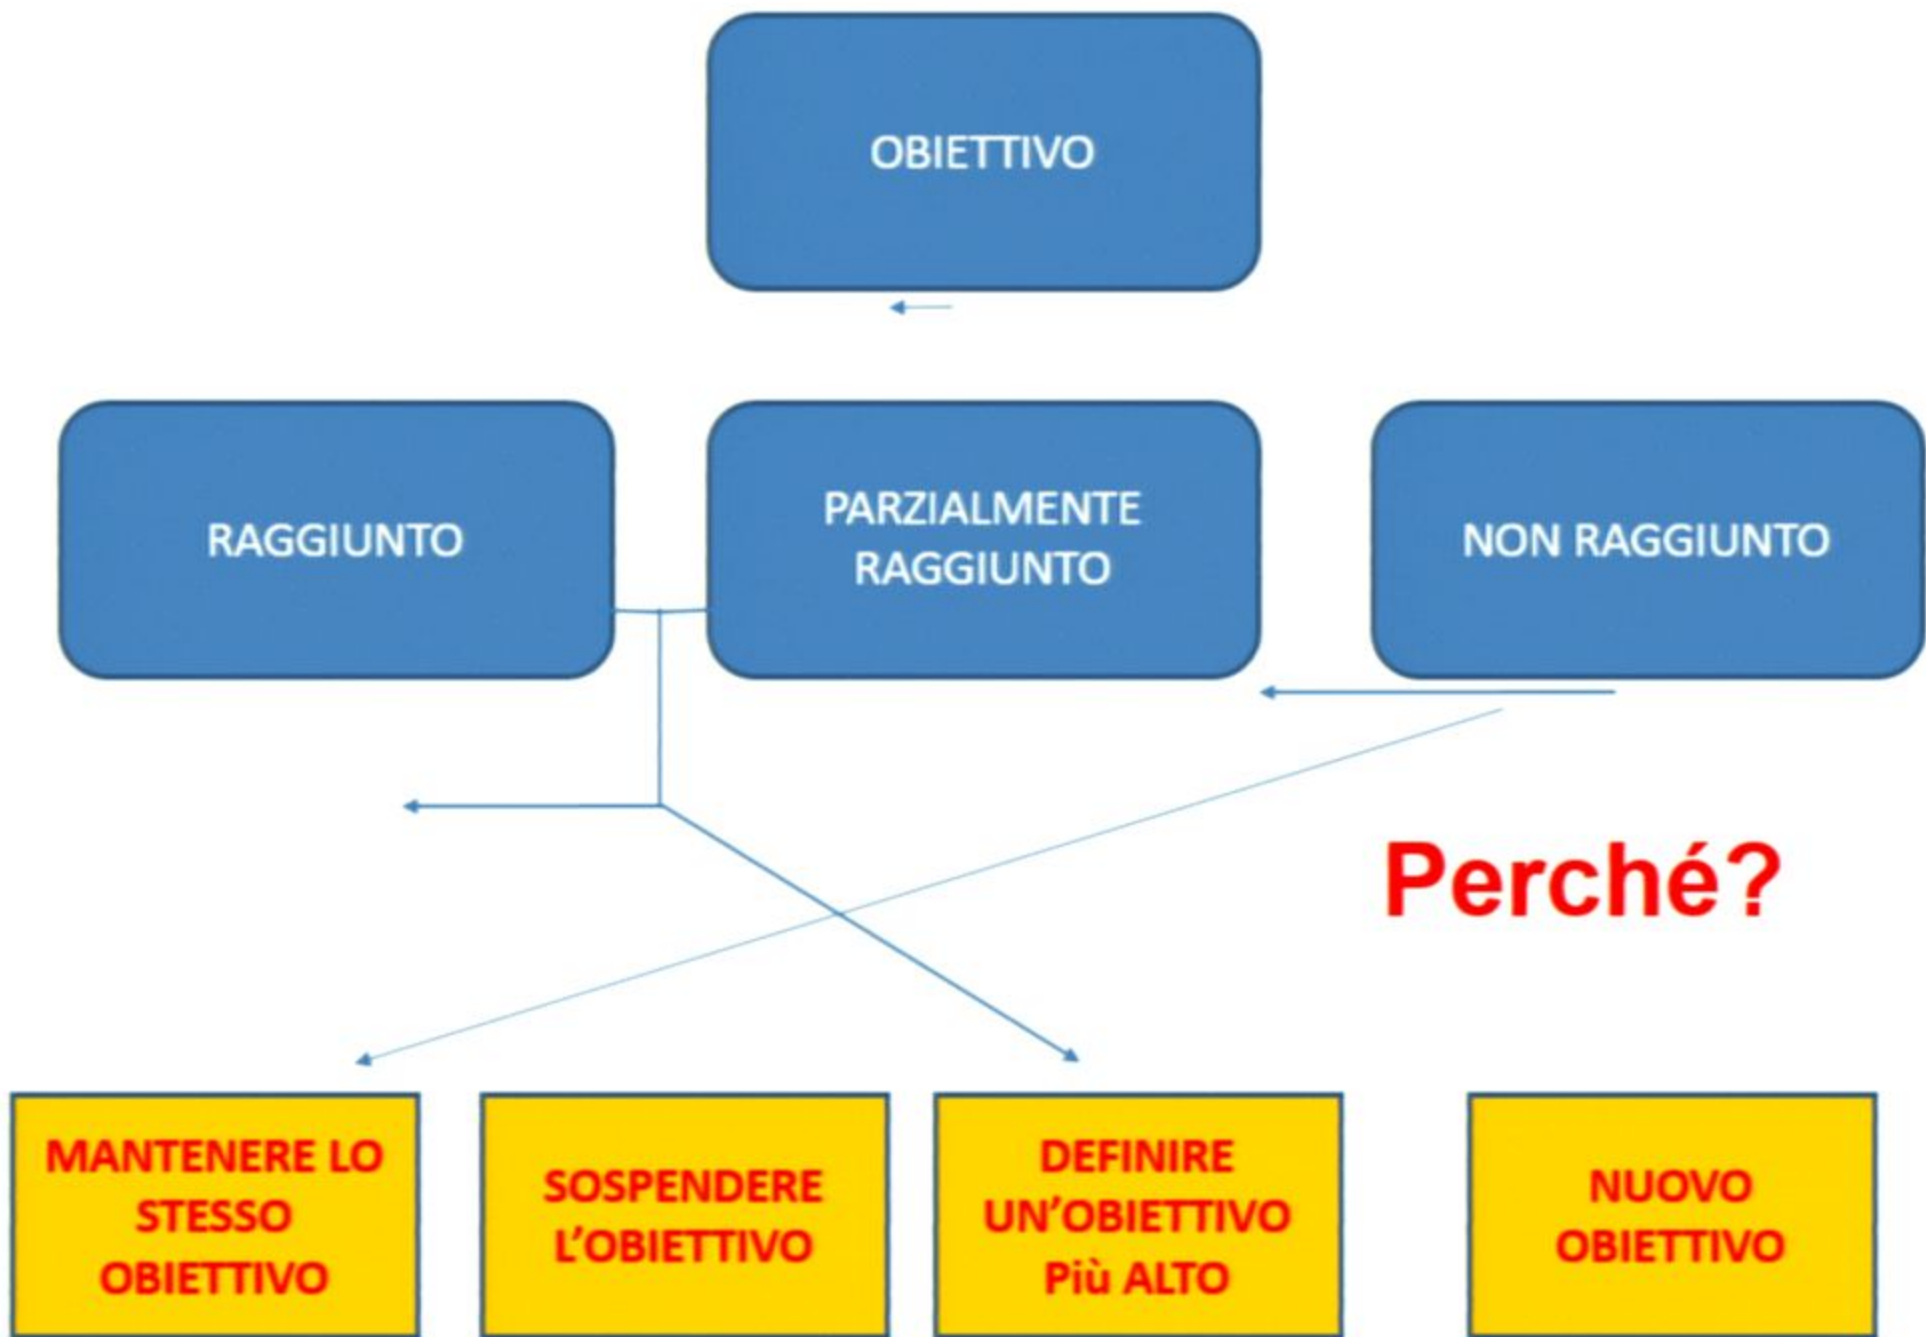 OBIETTIVO
RAGGIUNTO
PARZIALMENTE
RAGGIUNTO
NON RAGGIUNTO
Perché?
MANTENERE LO
STESSO
OBIETTIVO
SOSPENDERE
L'OBIETTIVO
DEFINIRE
UN'OBIETTIVO
Più ALTO
NUOVO
OBIETTIVO